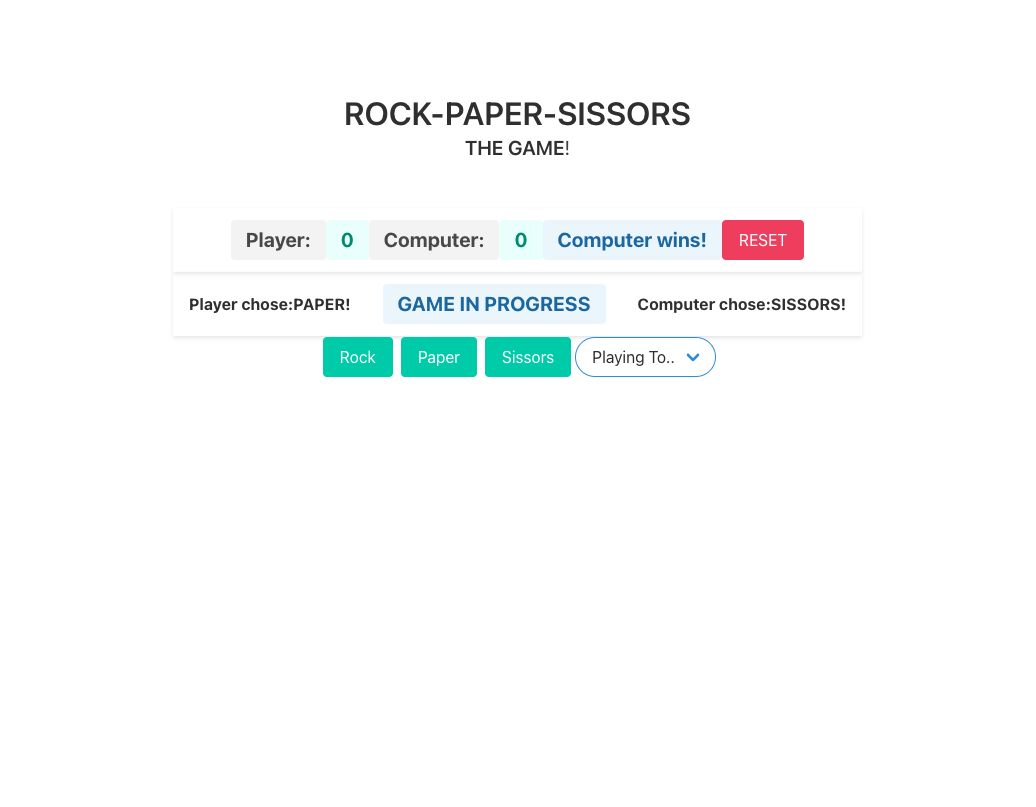 ROCK-PAPER-SISSORS
THE GAME!
Player: 0 Computer: 0 Computer wins! RESET
Player chose:PAPER! GAME IN PROGRESS Computer chose:SISSORS!
Rock Paper Sissors Playing To..